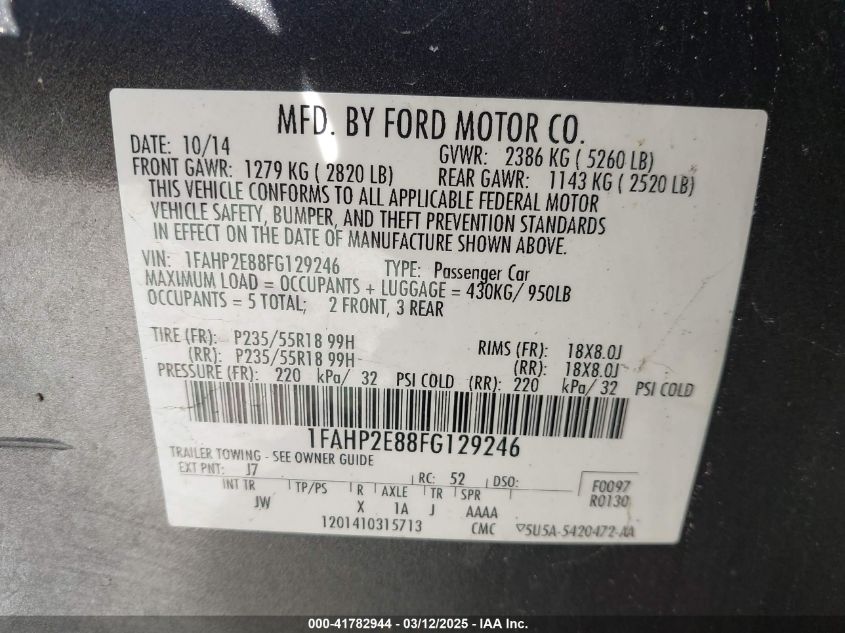 MFD. BY FORD MOTOR CO.
DATE: 10/14 GVWR: 2386 KG ( 5260 LB)
FRONT GAWR: 1279 KG ( 2820 LB) REAR GAWR: 1143 KG ( 2520 LB)
THIS VEHICLE CONFORMS TO ALL APPLICABLE FEDERAL MOTOR
VEHICLE SAFETY, BUMPER, AND THEFT PREVENTION STANDARDS
IN EFFECT ON THE DATE OF MANUFACTURE SHOWN ABOVE.
VIN: 1FAHP2E88FG129246 TYPE: Passenger Car
MAXIMUM LOAD = OCCUPANTS + LUGGAGE = 430KG/ 950LB
OCCUPANTS = 5 TOTAL; 2 FRONT, 3 REAR
TIRE (FR): P235/55R18 99H RIMS (FR): 18X8.0J
(RR): P235/55R18 99H (RR): 18X8.0J
PRESSURE (FR): 220 kPa/ 32 PSI COLD (RR): 220 kPa/ 32 PSI COLD
1FAHP2E88FG129246
TRAILER TOWING - SEE OWNER GUIDE
EXT PNT: J7 RC: 52 DSO: F0097
INT TR TP/PS R AXLE TR SPR R0130
JW X 1A J AAAA
1201410315713 CMC ▽5U5A-5420472-AA
000-41782944 / 03/12/2025 - IAA Inc.